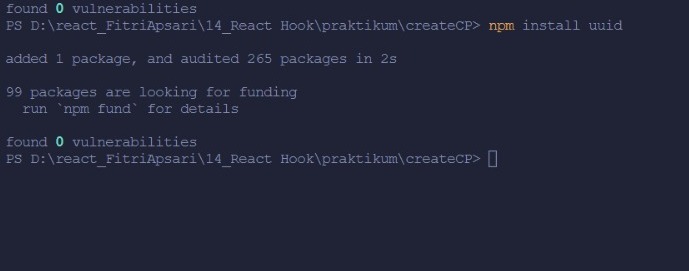 found 0 vulnerabilities
PS D:\react_FitriApsari\14_React Hook\praktikum\createCP> npm install uuid
added 1 package, and audited 265 packages in 2s
99 packages are looking for funding
  run `npm fund` for details
found 0 vulnerabilities
PS D:\react_FitriApsari\14_React Hook\praktikum\createCP>